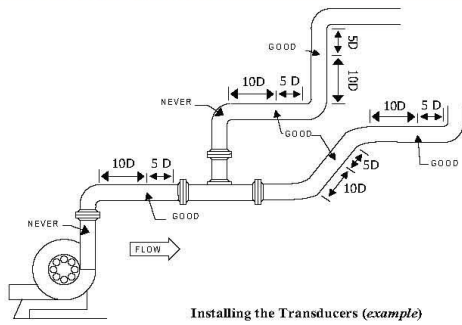 GOOD
5D
10D
10D 5 D
NEVER
GOOD
10D 5 D
5D
10D
GOOD
10D 5 D
GOOD
NEVER
FLOW
Installing the Transducers (example)